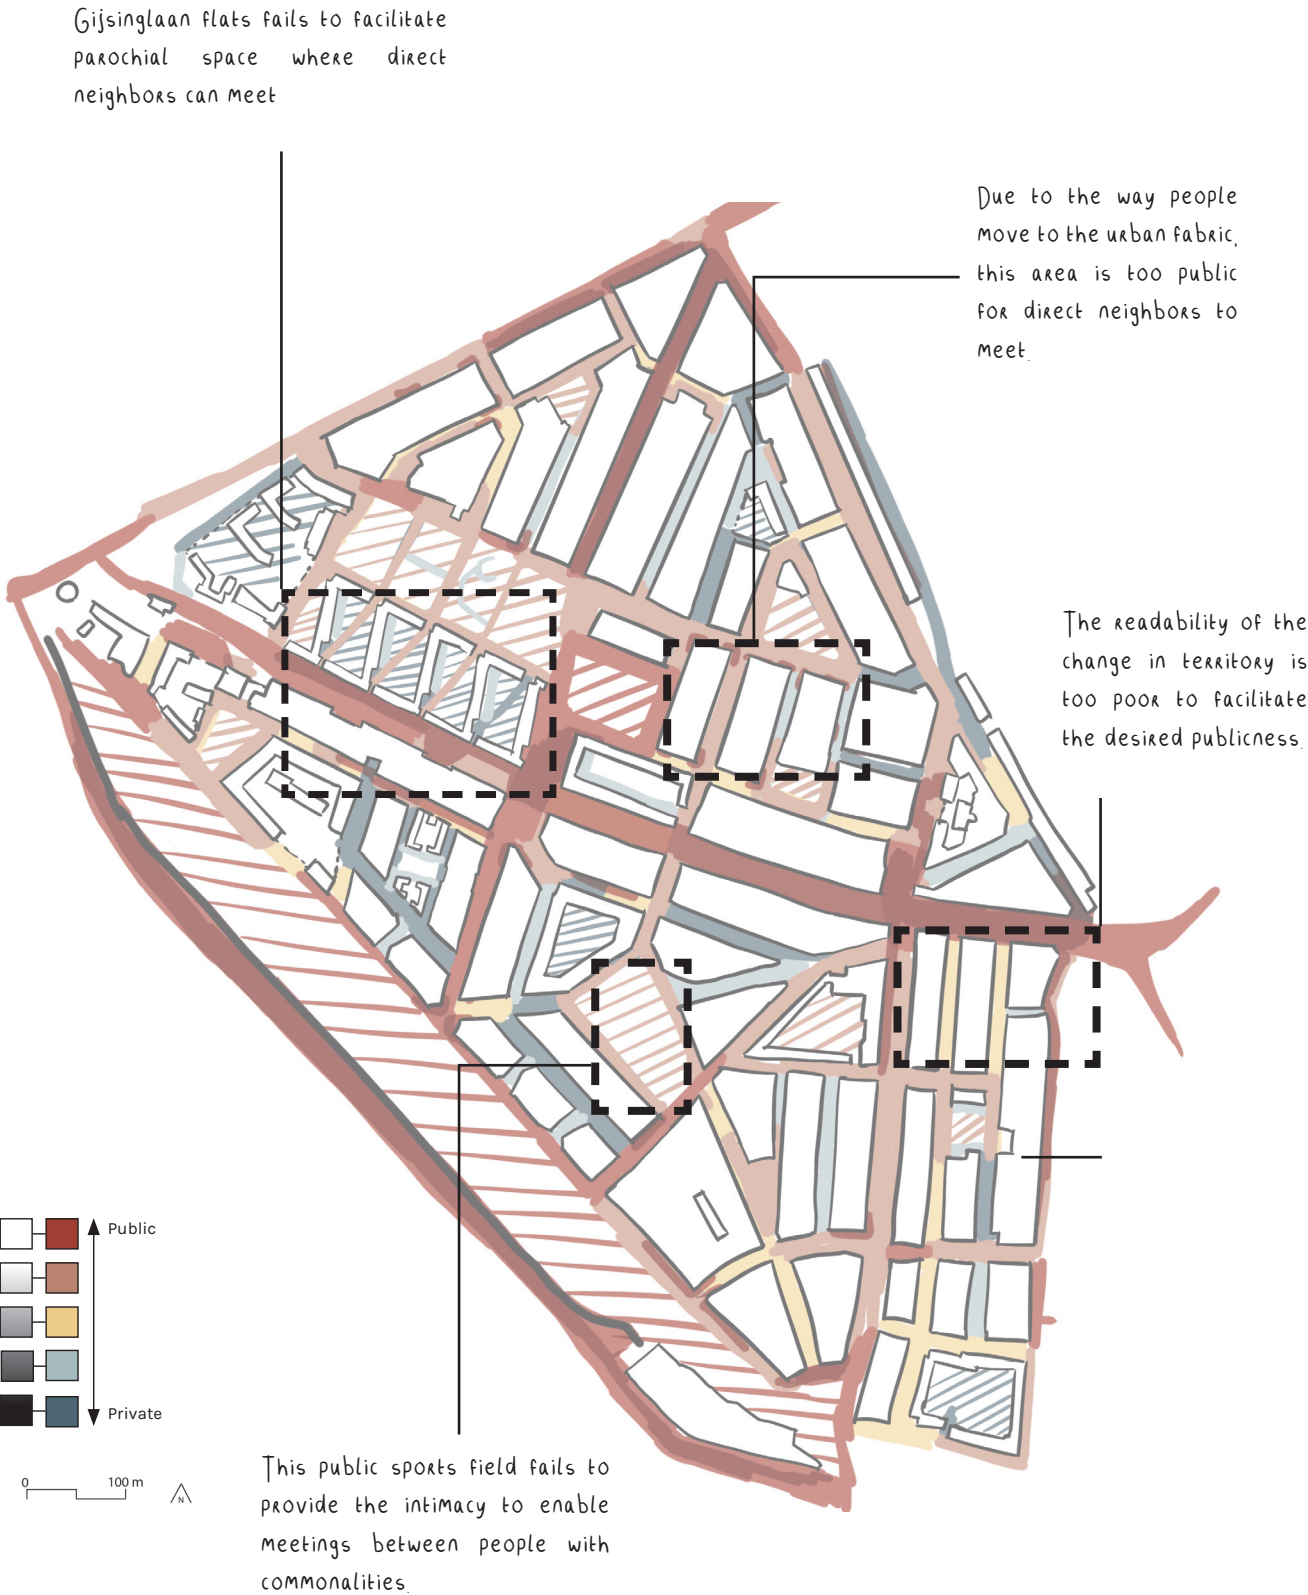 Gijsinglaan flats fails to facilitate
parochial space where direct
neighbors can meet
Due to the way people
move to the urban fabric,
this area is too public
for direct neighbors to
meet.
The readability of the
change in territory is
too poor to facilitate
the desired publicness.
Public
Private
0 100 m
N
This public sports field fails to
provide the intimacy to enable
meetings between people with
commonalities.